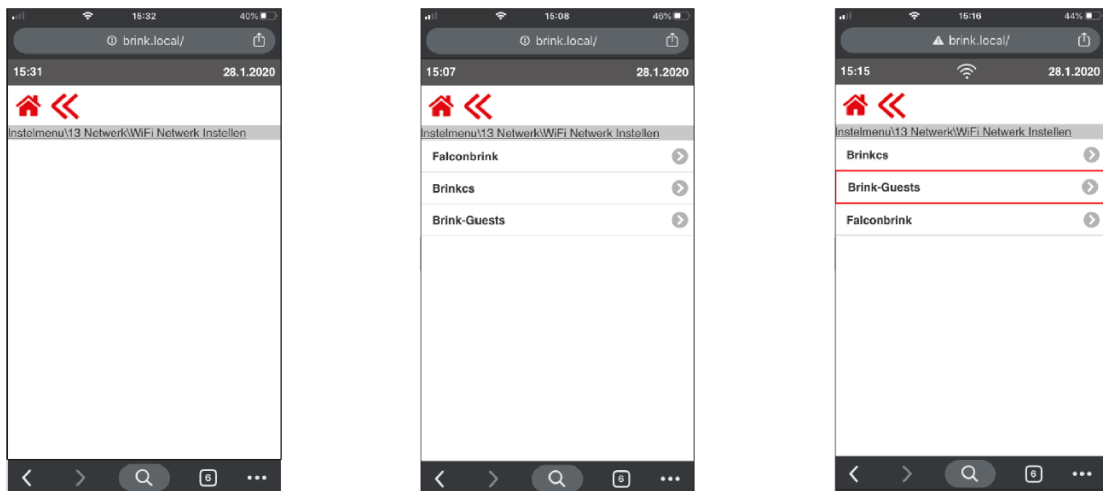 15:32 40%
brink.local/
15:31 28.1.2020
Instelmenu\13 Netwerk\WiFi Netwerk Instellen
6
15:08 46%
brink.local/
15:07 28.1.2020
Instelmenu\13 Netwerk\WiFi Netwerk Instellen
Falconbrink
Brinkcs
Brink-Guests
6
15:16 44%
brink.local/
15:15 28.1.2020
Instelmenu\13 Netwerk\WiFi Netwerk Instellen
Brinkcs
Brink-Guests
Falconbrink
6